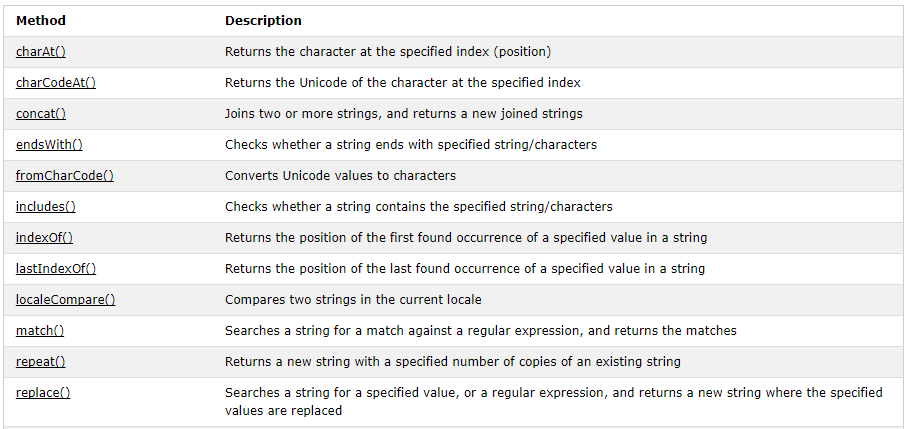 Method Description
charAt() Returns the character at the specified index (position)
charCodeAt() Returns the Unicode of the character at the specified index
concat() Joins two or more strings, and returns a new joined strings
endsWith() Checks whether a string ends with specified string/characters
fromCharCode() Converts Unicode values to characters
includes() Checks whether a string contains the specified string/characters
indexOf() Returns the position of the first found occurrence of a specified value in a string
lastIndexOf() Returns the position of the last found occurrence of a specified value in a string
localeCompare() Compares two strings in the current locale
match() Searches a string for a match against a regular expression, and returns the matches
repeat() Returns a new string with a specified number of copies of an existing string
replace() Searches a string for a specified value, or a regular expression, and returns a new string where the specified
values are replaced